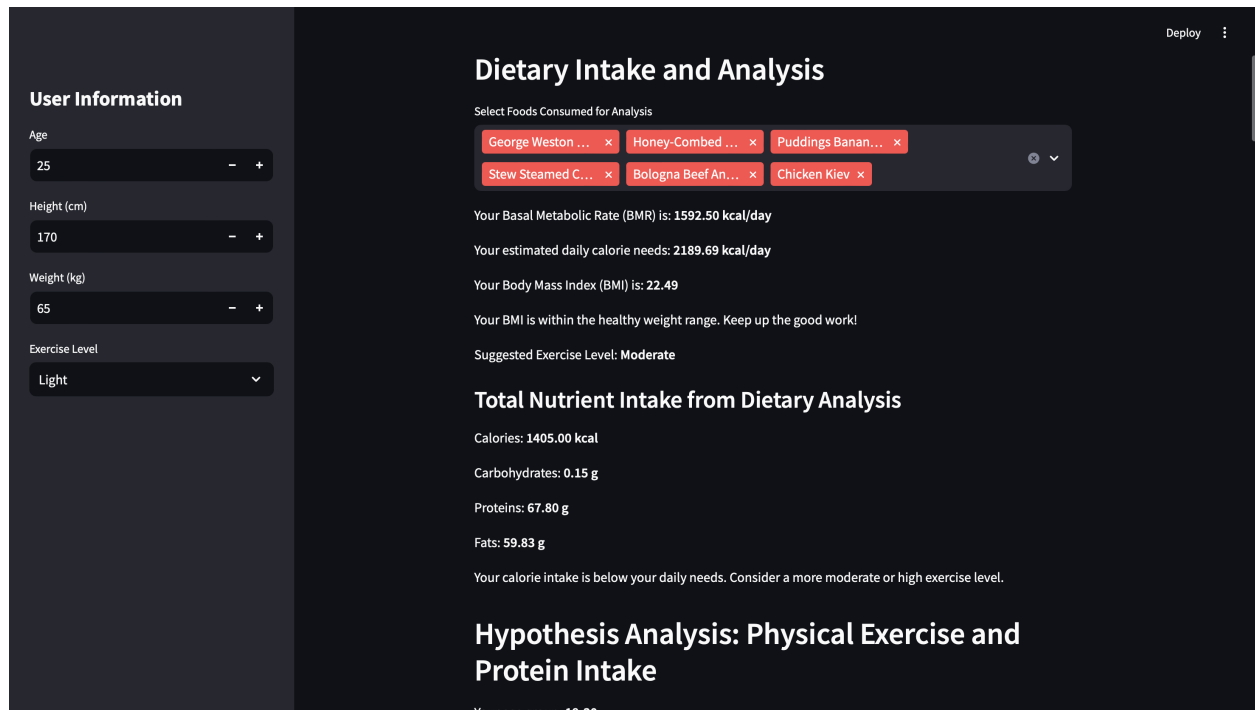 Deploy
User Information
Age
25
Height (cm)
170
Weight (kg)
65
Exercise Level
Light
Dietary Intake and Analysis
Select Foods Consumed for Analysis
George Weston ... × Honey-Combed ... × Puddings Banan... ×
Stew Steamed C... × Bologna Beef An... × Chicken Kiev ×
Your Basal Metabolic Rate (BMR) is: 1592.50 kcal/day
Your estimated daily calorie needs: 2189.69 kcal/day
Your Body Mass Index (BMI) is: 22.49
Your BMI is within the healthy weight range. Keep up the good work!
Suggested Exercise Level: Moderate
Total Nutrient Intake from Dietary Analysis
Calories: 1405.00 kcal
Carbohydrates: 0.15 g
Proteins: 67.80 g
Fats: 59.83 g
Your calorie intake is below your daily needs. Consider a more moderate or high exercise level.
Hypothesis Analysis: Physical Exercise and
Protein Intake